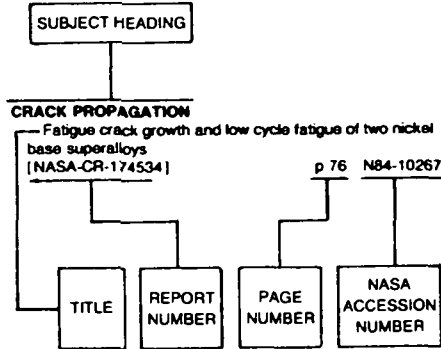 SUBJECT HEADING
CRACK PROPAGATION
Fatigue crack growth and low cycle fatigue of two nickel
base superalloys
[NASA-CR-174534] p 76 N84-10267
TITLE
REPORT
NUMBER
PAGE
NUMBER
NASA
ACCESSION
NUMBER